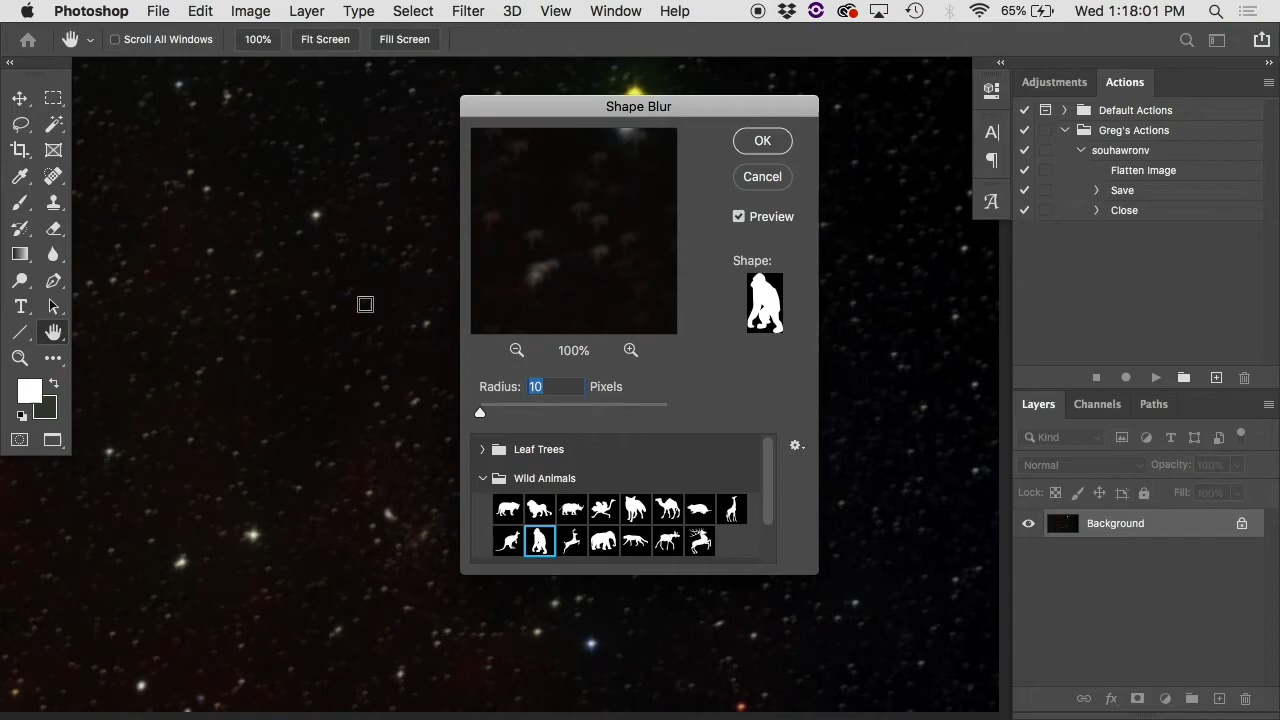 Photoshop File Edit Image Layer Type Select Filter 3D View Window Help 65% Wed 1:18:01 PM
Scroll All Windows 100% Fit Screen Fill Screen
Shape Blur
OK
Cancel
Preview
Shape:
100%
Radius: 10 Pixels
Leaf Trees
Wild Animals
Adjustments Actions
Default Actions
Greg's Actions
souhawronv
Flatten Image
Save
Close
Layers Channels Paths
Kind
Normal Opacity: 100%
Lock: Fill: 100%
Background